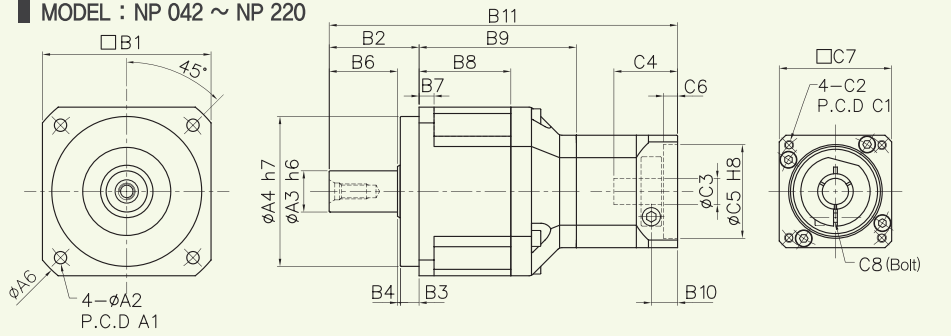 MODEL : NP 042 ~ NP 220
□B1
45°
ØA6
4-ØA2
P.C.D A1
B11
B2
B9
B6
B8
C4
B7
C6
ØA4 h7
ØA3 h6
ØC3
ØC5 H8
B4
B3
B10
□C7
4-C2
P.C.D C1
C8 (Bolt)